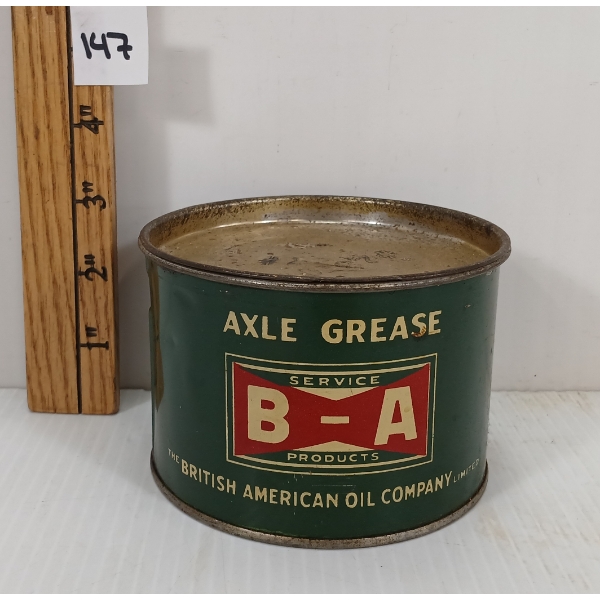 147
4"
3"
2"
1"
AXLE GREASE
SERVICE
B-A
PRODUCTS
THE BRITISH AMERICAN OIL COMPANY LIMITED